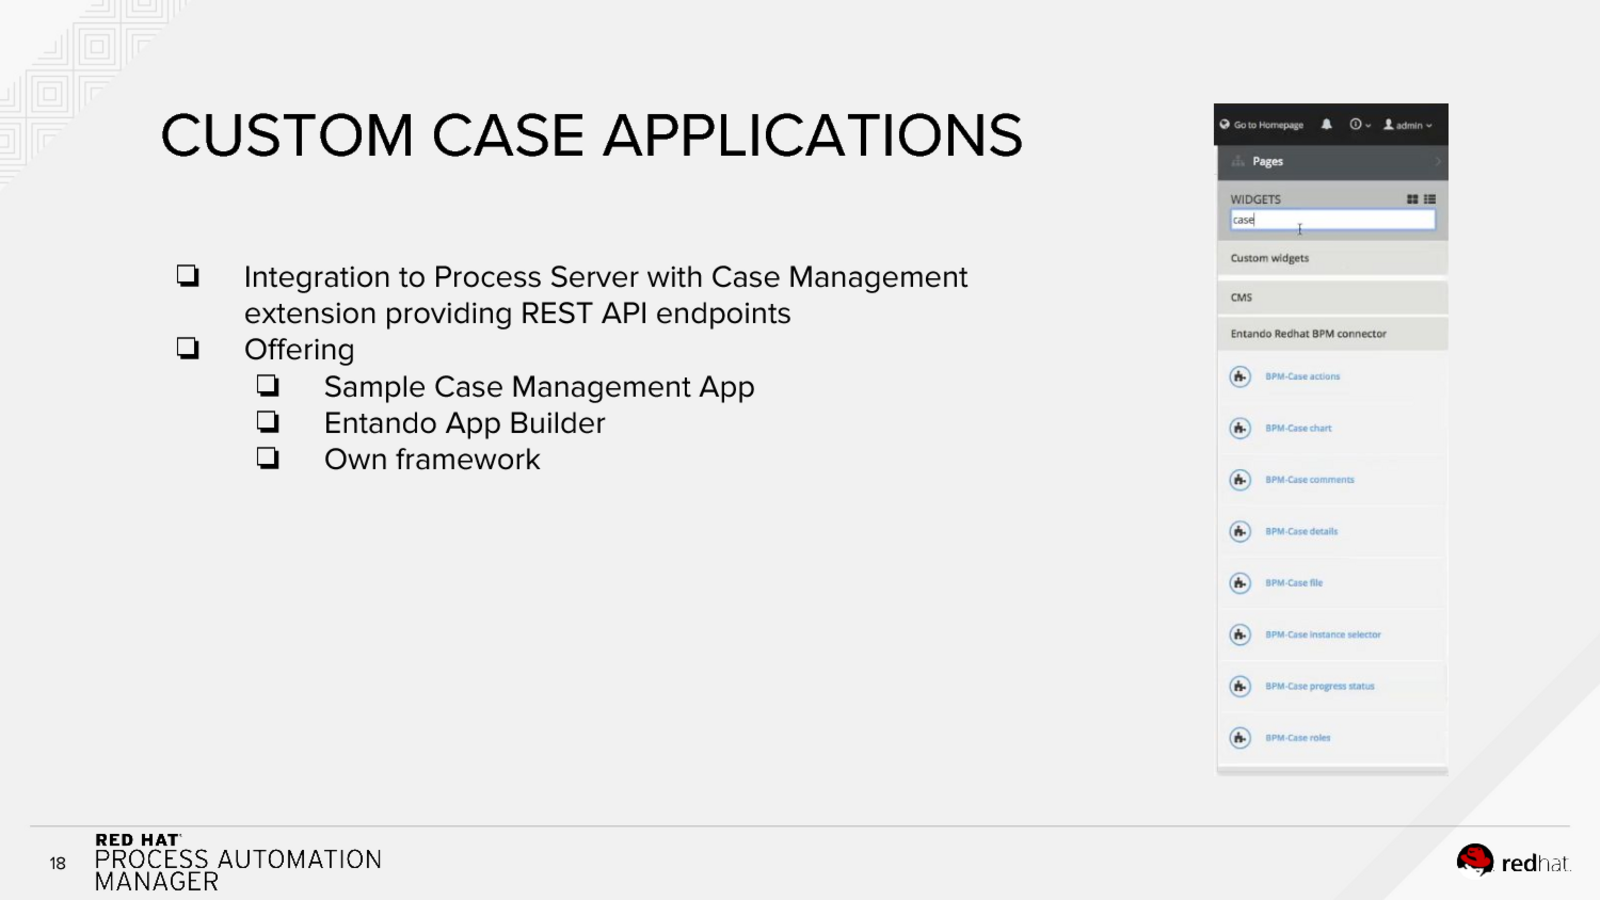 CUSTOM CASE APPLICATIONS
Integration to Process Server with Case Management
extension providing REST API endpoints
Offering
Sample Case Management App
Entando App Builder
Own framework
Go to Homepage
admin
Pages
WIDGETS
case
Custom widgets
CMS
Entando Redhat BPM connector
BPM-Case actions
BPM-Case chart
BPM-Case comments
BPM-Case details
BPM-Case file
BPM-Case instance selector
BPM-Case progress status
BPM-Case roles
18
RED HAT
PROCESS AUTOMATION
MANAGER
redhat.